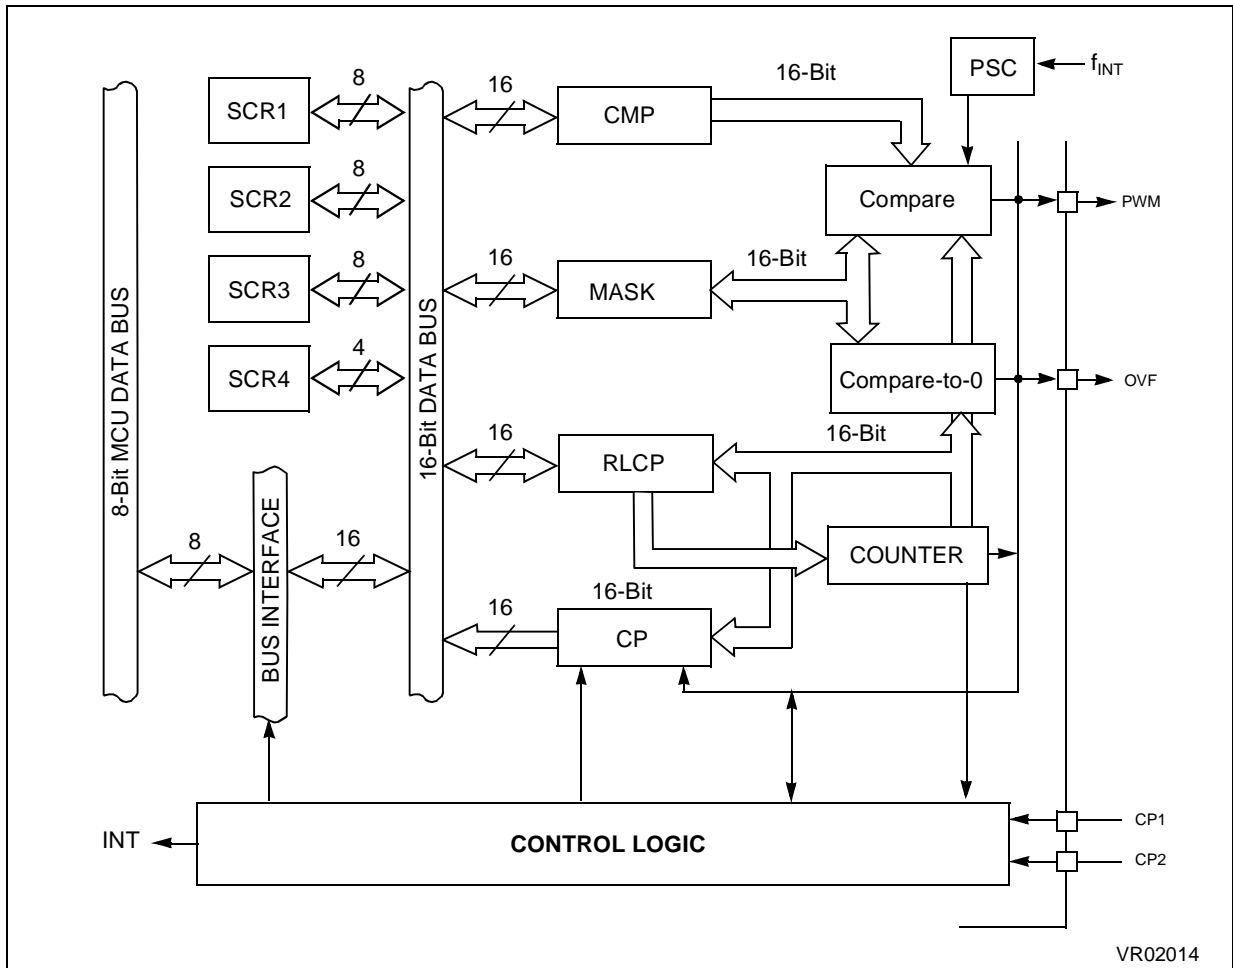 PSC
fINT
16-Bit
8
16
SCR1
CMP
8
SCR2
Compare
PWM
8
16
16-Bit
SCR3
MASK
4
SCR4
Compare-to-0
OVF
8-Bit MCU DATA BUS
16-Bit DATA BUS
16
16-Bit
RLCP
BUS INTERFACE
8
16
COUNTER
16
16-Bit
CP
INT
CONTROL LOGIC
CP1
CP2
VR02014